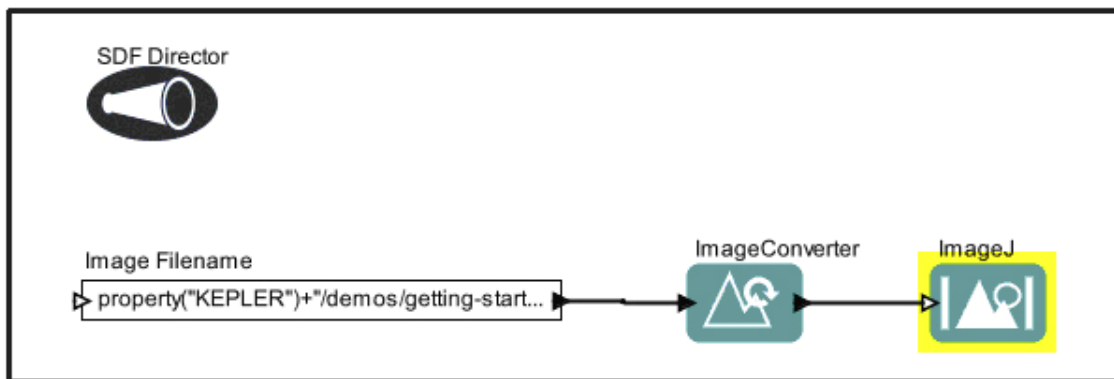 SDF Director
Image Filename
property("KEPLER")+"/demos/getting-start...
ImageConverter
ImageJ